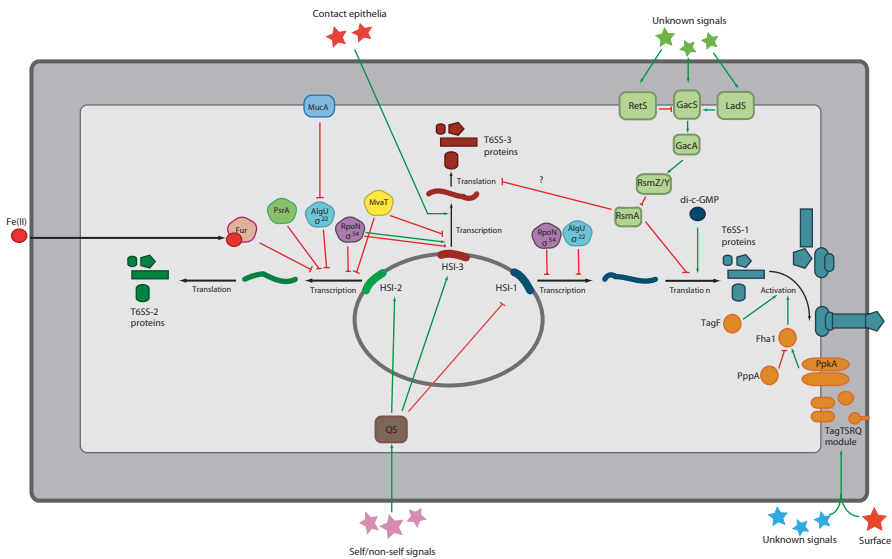 Contact epithelia
Unknown signals
MucA
RetS
GacS
LadS
T6SS-3
proteins
GacA
Translation
?
RsmZ/Y
PsrA
AlgU
σ22
MvaT
RsmA
di-c-GMP
Fe(II)
Fur
RpoN
σ54
Transcription
RpoN
σ54
AlgU
σ22
T6SS-1
proteins
HSI-3
HSI-2
HSI-1
Translation
Transcription
Transcription
Translatio n
Activation
T6SS-2
proteins
TagF
Fha1
PppA
PpkA
QS
TagTSRQ
module
Self/non-self signals
Unknown signals
Surface